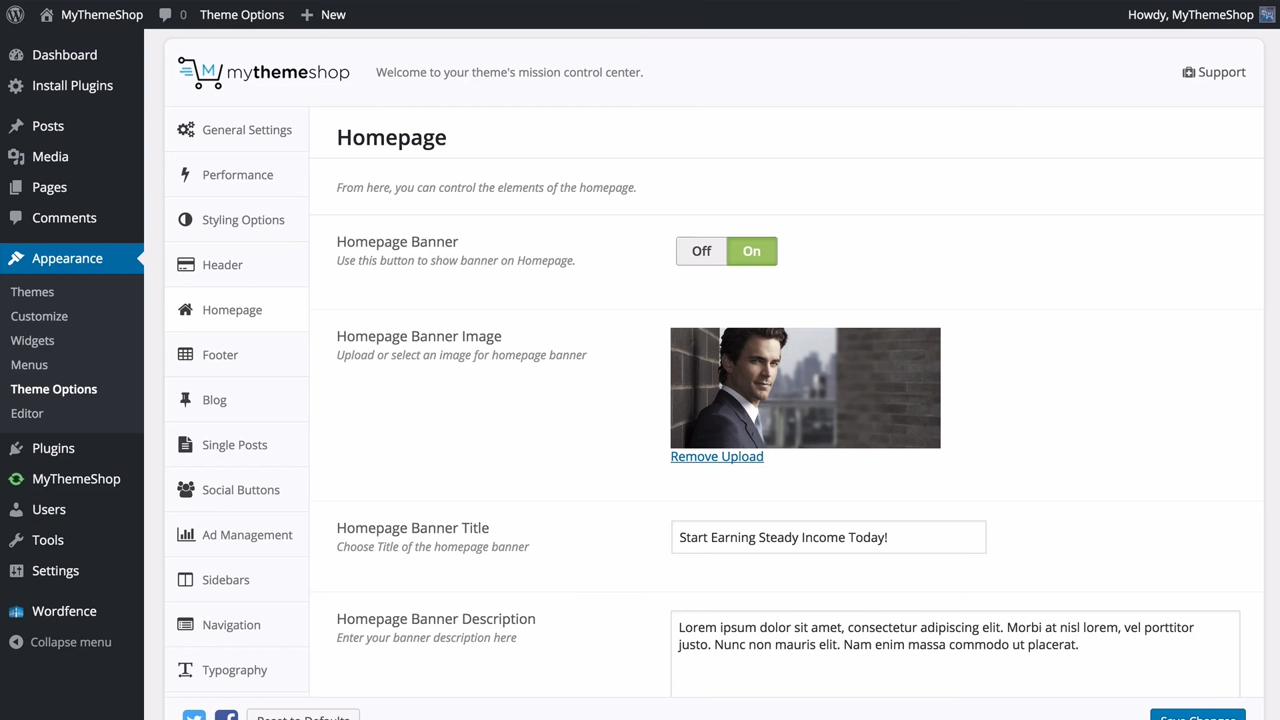 MyThemeShop
0
Theme Options
New
Howdy, MyThemeShop
Dashboard
Install Plugins
Posts
Media
Pages
Comments
Appearance
Themes
Customize
Widgets
Menus
Theme Options
Editor
Plugins
MyThemeShop
Users
Tools
Settings
Wordfence
Collapse menu
M
mythemeshop
Welcome to your theme's mission control center.
Support
General Settings
Performance
Styling Options
Header
Homepage
Footer
Blog
Single Posts
Social Buttons
Ad Management
Sidebars
Navigation
Typography
Homepage
From here, you can control the elements of the homepage.
Homepage Banner
Use this button to show banner on Homepage.
Off
On
Homepage Banner Image
Upload or select an image for homepage banner
Remove Upload
Homepage Banner Title
Choose Title of the homepage banner
Start Earning Steady Income Today!
Homepage Banner Description
Enter your banner description here
Lorem ipsum dolor sit amet, consectetur adipiscing elit. Morbi at nisl lorem, vel porttitor
justo. Nunc non mauris elit. Nam enim massa commodo ut placerat.
Reset to Defaults
Save Changes